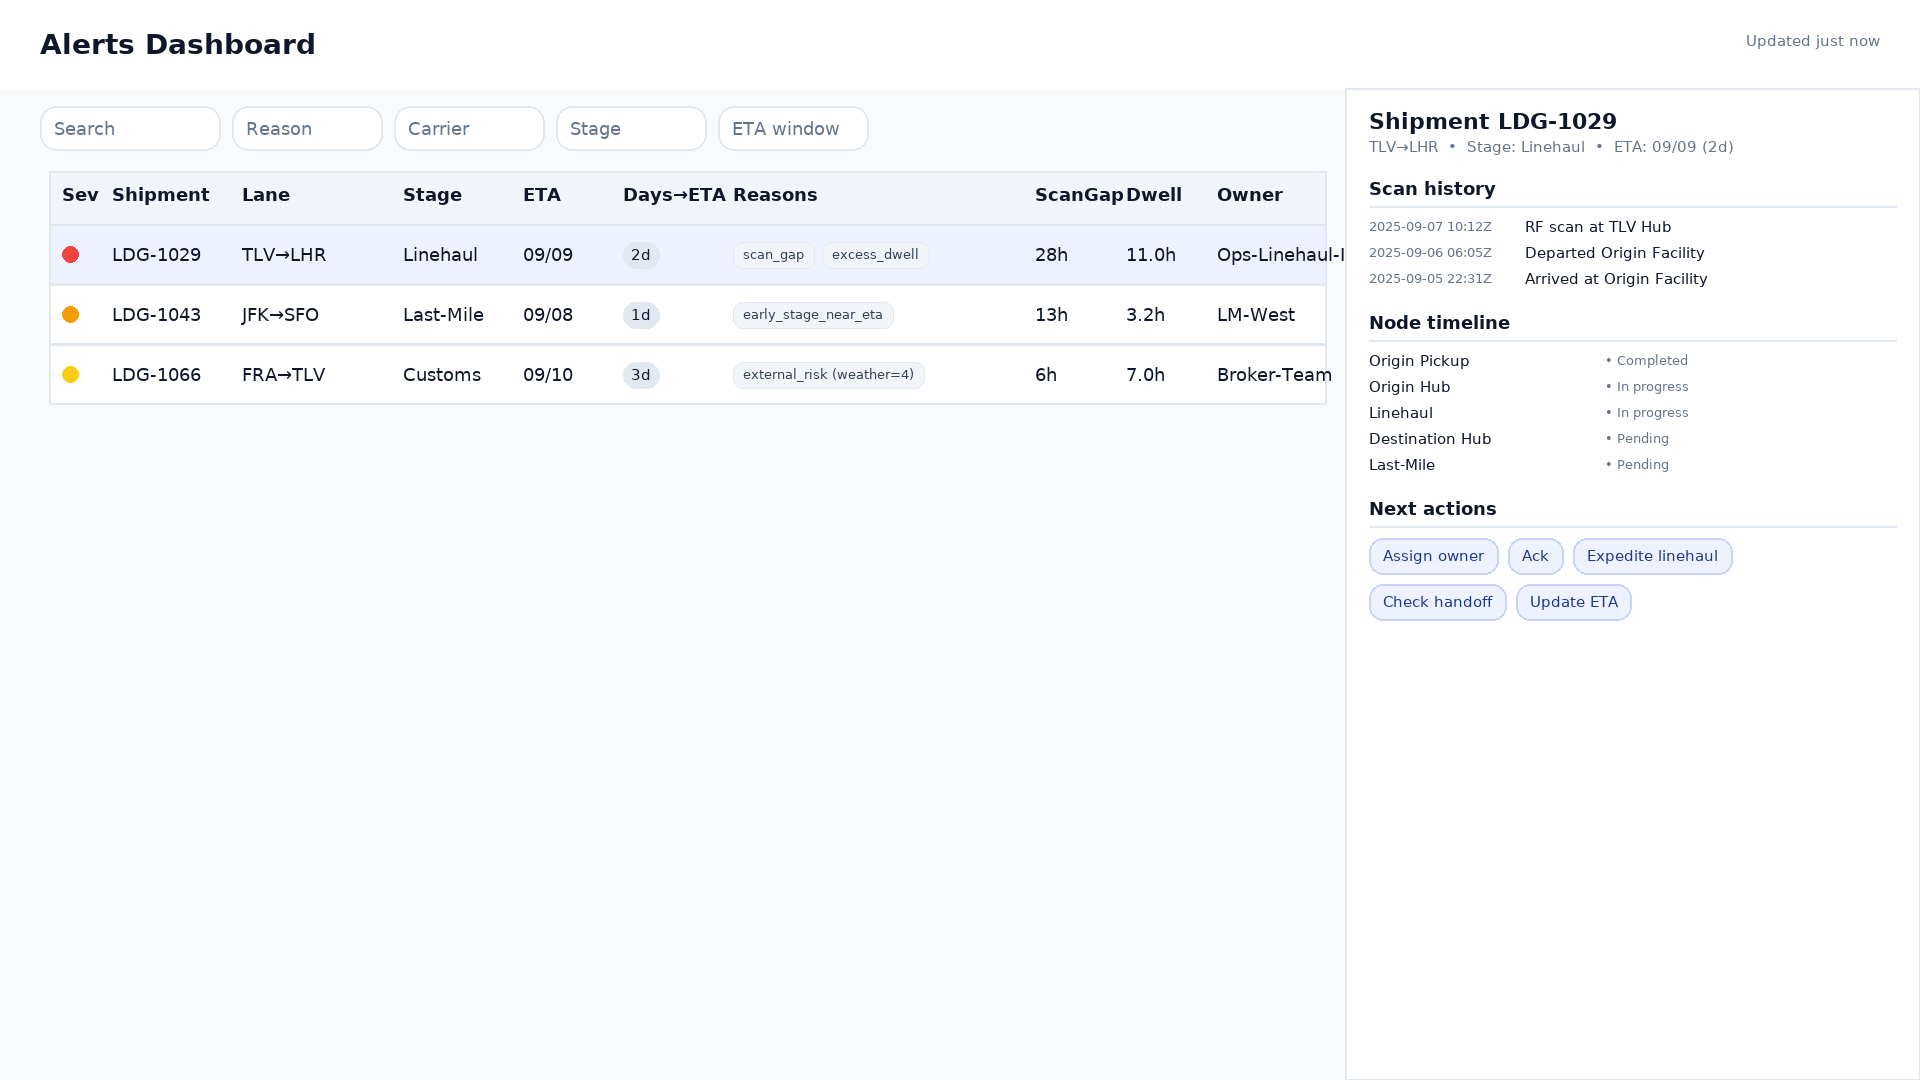 Alerts Dashboard
Updated just now
Search Reason Carrier Stage ETA window
Sev Shipment Lane Stage ETA Days→ETA Reasons ScanGap Dwell Owner
LDG-1029 TLV→LHR Linehaul 09/09 2d scan_gap excess_dwell 28h 11.0h
LDG-1043 JFK→SFO Last-Mile 09/08 1d early_stage_near_eta 13h 3.2h LM-West
LDG-1066 FRA→TLV Customs 09/10 3d external_risk (weather=4) 6h 7.0h Broker-Team
Shipment LDG-1029
TLV→LHR • Stage: Linehaul • ETA: 09/09 (2d)
Scan history
2025-09-07 10:12Z RF scan at TLV Hub
2025-09-06 06:05Z Departed Origin Facility
2025-09-05 22:31Z Arrived at Origin Facility
Node timeline
Origin Pickup • Completed
Origin Hub • In progress
Linehaul • In progress
Destination Hub • Pending
Last-Mile • Pending
Next actions
Assign owner Ack Expedite linehaul
Check handoff Update ETA